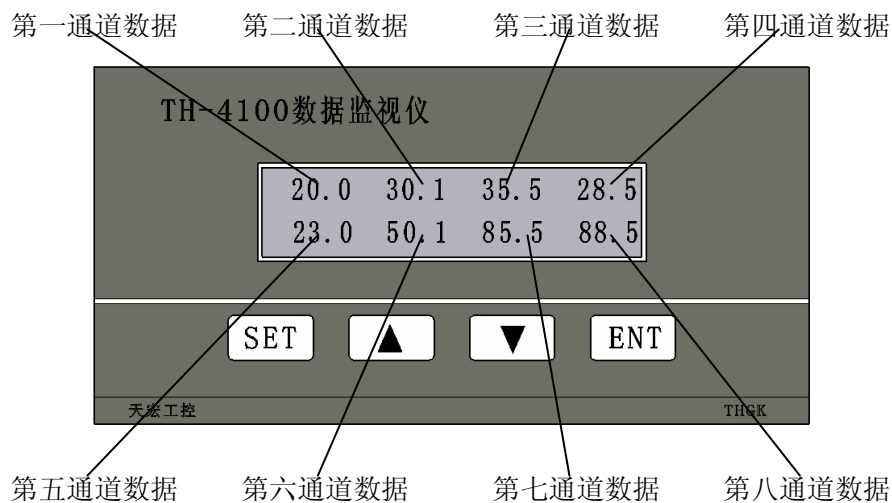 第一通道数据 第二通道数据 第三通道数据 第四通道数据
TH-4100数据监视仪
20.0 30.1 35.5 28.5
23.0 50.1 85.5 88.5
SET ▲ ▼ ENT
天宏工控 THGK
第五通道数据 第六通道数据 第七通道数据 第八通道数据